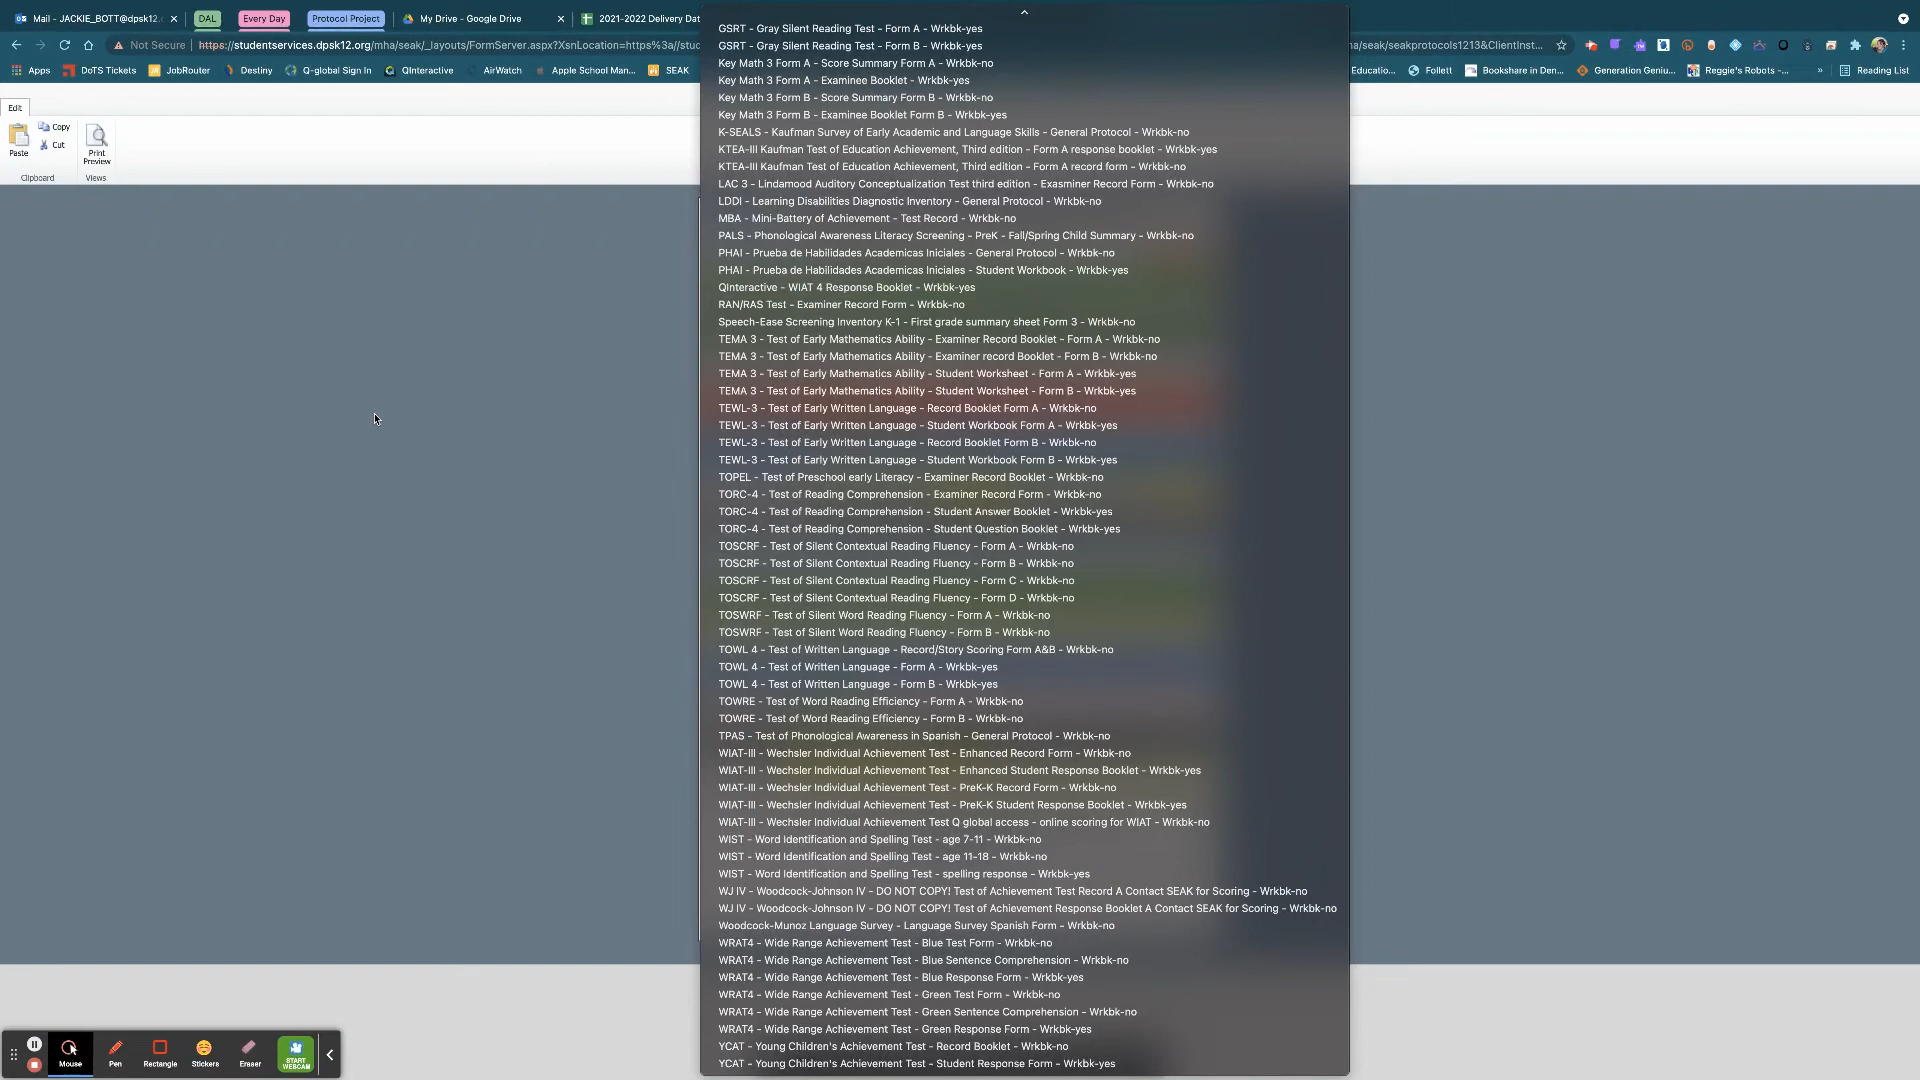 Mail - JACKIE_BOTT@dpsk12.
DAL
Every Day
Protocol Project
My Drive - Google Drive
2021-2022 Delivery Dat
Not Secure
https://studentservices.dpsk12.org/mha/seak/_layouts/FormServer.aspx?XsnLocation=https%3a//stuc
a/seak/seakprotocols1213&ClientInst...
Apps
DoTS Tickets
JobRouter
Destiny
Q-global Sign In
QInteractive
AirWatch
Apple School Man...
SEAK
Educatio...
Follett
Bookshare in Den...
Generation Geniu...
Reggie's Robots -...
»
Reading List
Edit
Paste
Copy
Cut
Print Preview
Clipboard
Views
GSRT - Gray Silent Reading Test - Form A - Wrkbk-yes
GSRT - Gray Silent Reading Test - Form B - Wrkbk-yes
Key Math 3 Form A - Score Summary Form A - Wrkbk-no
Key Math 3 Form A - Examinee Booklet - Wrkbk-yes
Key Math 3 Form B - Score Summary Form B - Wrkbk-no
Key Math 3 Form B - Examinee Booklet Form B - Wrkbk-yes
K-SEALS - Kaufman Survey of Early Academic and Language Skills - General Protocol - Wrkbk-no
KTEA-III Kaufman Test of Education Achievement, Third edition - Form A response booklet - Wrkbk-yes
KTEA-III Kaufman Test of Education Achievement, Third edition - Form A record form - Wrkbk-no
LAC 3 - Lindamood Auditory Conceptualization Test third edition - Exasminer Record Form - Wrkbk-no
LDDI - Learning Disabilities Diagnostic Inventory - General Protocol - Wrkbk-no
MBA - Mini-Battery of Achievement - Test Record - Wrkbk-no
PALS - Phonological Awareness Literacy Screening - PreK - Fall/Spring Child Summary - Wrkbk-no
PHAI - Prueba de Habilidades Academicas Iniciales - General Protocol - Wrkbk-no
PHAI - Prueba de Habilidades Academicas Iniciales - Student Workbook - Wrkbk-yes
QInteractive - WIAT 4 Response Booklet - Wrkbk-yes
RAN/RAS Test - Examiner Record Form - Wrkbk-no
Speech-Ease Screening Inventory K-1 - First grade summary sheet Form 3 - Wrkbk-no
TEMA 3 - Test of Early Mathematics Ability - Examiner Record Booklet - Form A - Wrkbk-no
TEMA 3 - Test of Early Mathematics Ability - Examiner record Booklet - Form B - Wrkbk-no
TEMA 3 - Test of Early Mathematics Ability - Student Worksheet - Form A - Wrkbk-yes
TEMA 3 - Test of Early Mathematics Ability - Student Worksheet - Form B - Wrkbk-yes
TEWL-3 - Test of Early Written Language - Record Booklet Form A - Wrkbk-no
TEWL-3 - Test of Early Written Language - Student Workbook Form A - Wrkbk-yes
TEWL-3 - Test of Early Written Language - Record Booklet Form B - Wrkbk-no
TEWL-3 - Test of Early Written Language - Student Workbook Form B - Wrkbk-yes
TOPEL - Test of Preschool early Literacy - Examiner Record Booklet - Wrkbk-no
TORC-4 - Test of Reading Comprehension - Examiner Record Form - Wrkbk-no
TORC-4 - Test of Reading Comprehension - Student Answer Booklet - Wrkbk-yes
TORC-4 - Test of Reading Comprehension - Student Question Booklet - Wrkbk-yes
TOSCRF - Test of Silent Contextual Reading Fluency - Form A - Wrkbk-no
TOSCRF - Test of Silent Contextual Reading Fluency - Form B - Wrkbk-no
TOSCRF - Test of Silent Contextual Reading Fluency - Form C - Wrkbk-no
TOSCRF - Test of Silent Contextual Reading Fluency - Form D - Wrkbk-no
TOSWRF - Test of Silent Word Reading Fluency - Form A - Wrkbk-no
TOSWRF - Test of Silent Word Reading Fluency - Form B - Wrkbk-no
TOWL 4 - Test of Written Language - Record/Story Scoring Form A&B - Wrkbk-no
TOWL 4 - Test of Written Language - Form A - Wrkbk-yes
TOWL 4 - Test of Written Language - Form B - Wrkbk-yes
TOWRE - Test of Word Reading Efficiency - Form A - Wrkbk-no
TOWRE - Test of Word Reading Efficiency - Form B - Wrkbk-no
TPAS - Test of Phonological Awareness in Spanish - General Protocol - Wrkbk-no
WIAT-III - Wechsler Individual Achievement Test - Enhanced Record Form - Wrkbk-no
WIAT-III - Wechsler Individual Achievement Test - Enhanced Student Response Booklet - Wrkbk-yes
WIAT-III - Wechsler Individual Achievement Test - PreK-K Record Form - Wrkbk-no
WIAT-III - Wechsler Individual Achievement Test - PreK-K Student Response Booklet - Wrkbk-yes
WIAT-III - Wechsler Individual Achievement Test Q global access - online scoring for WIAT - Wrkbk-no
WIST - Word Identification and Spelling Test - age 7-11 - Wrkbk-no
WIST - Word Identification and Spelling Test - age 11-18 - Wrkbk-no
WIST - Word Identification and Spelling Test - spelling response - Wrkbk-yes
WJ IV - Woodcock-Johnson IV - DO NOT COPY! Test of Achievement Test Record A Contact SEAK for Scoring - Wrkbk-no
WJ IV - Woodcock-Johnson IV - DO NOT COPY! Test of Achievement Response Booklet A Contact SEAK for Scoring - Wrkbk-no
Woodcock-Munoz Language Survey - Language Survey Spanish Form - Wrkbk-no
WRAT4 - Wide Range Achievement Test - Blue Test Form - Wrkbk-no
WRAT4 - Wide Range Achievement Test - Blue Sentence Comprehension - Wrkbk-no
WRAT4 - Wide Range Achievement Test - Blue Response Form - Wrkbk-yes
WRAT4 - Wide Range Achievement Test - Green Test Form - Wrkbk-no
WRAT4 - Wide Range Achievement Test - Green Sentence Comprehension - Wrkbk-no
WRAT4 - Wide Range Achievement Test - Green Response Form - Wrkbk-yes
YCAT - Young Children's Achievement Test - Record Booklet - Wrkbk-no
YCAT - Young Children's Achievement Test - Student Response Form - Wrkbk-yes
Mouse
Pen
Rectangle
Stickers
Eraser
START WEBCAM